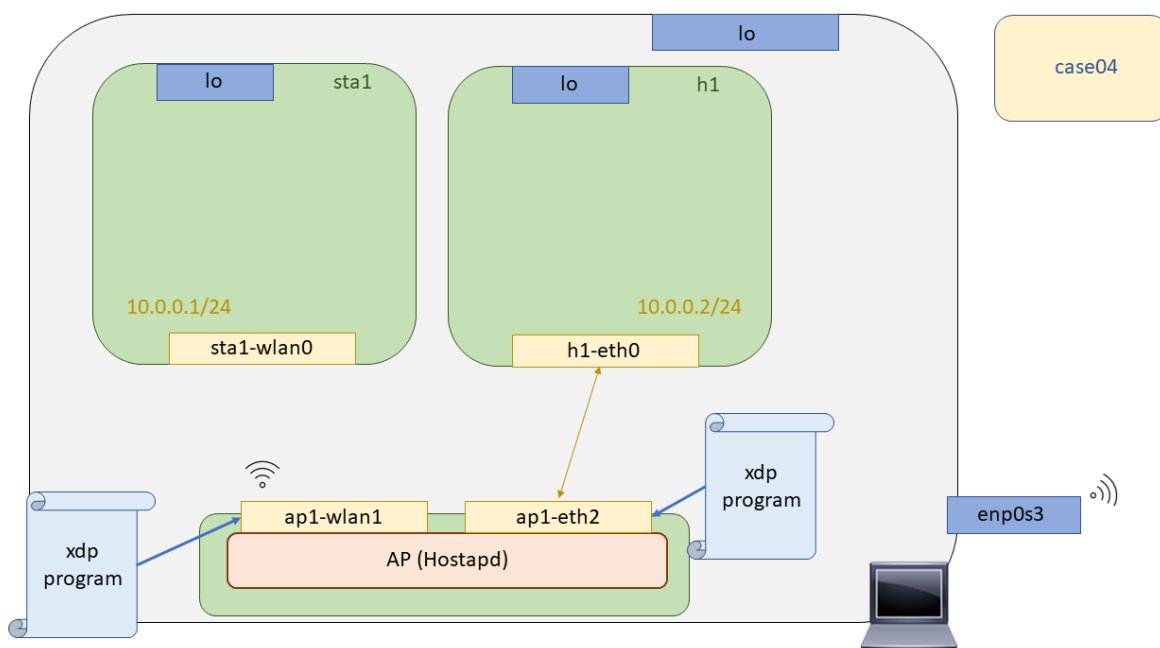 lo
case04
lo
sta1
lo
h1
10.0.0.1/24
10.0.0.2/24
sta1-wlan0
h1-eth0
xdp
program
ap1-wlan1
ap1-eth2
enp0s3
xdp
program
AP (Hostapd)